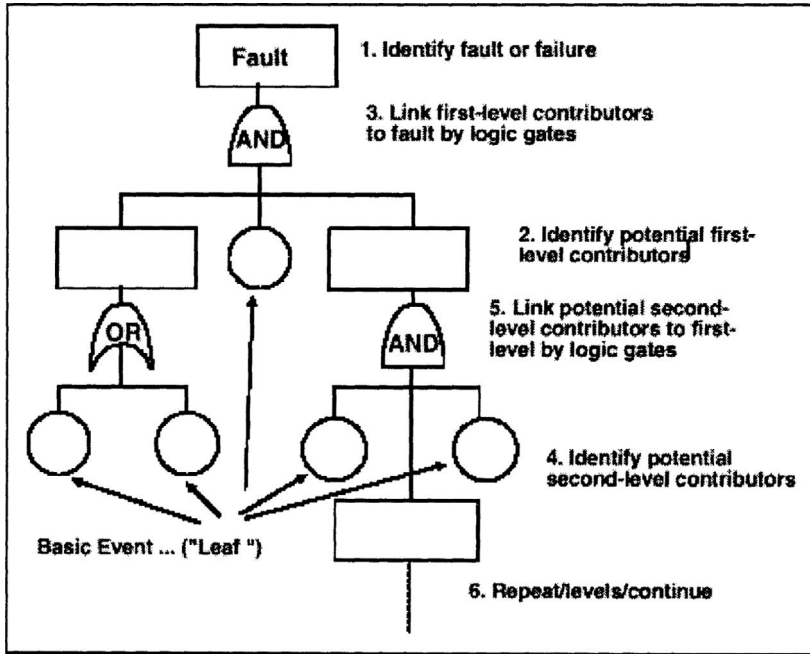 Fault
1. Identify fault or failure
3. Link first-level contributors
to fault by logic gates
AND
2. Identify potential first-
level contributors
5. Link potential second-
level contributors to first-
level by logic gates
OR
AND
4. Identify potential
second-level contributors
Basic Event ... ("Leaf ")
6. Repeat/levels/continue